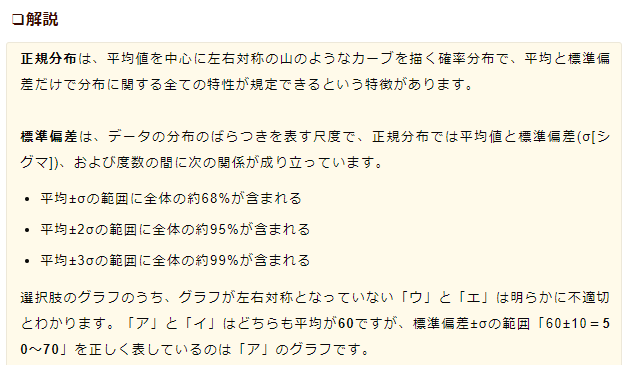 ❏解説
正規分布は、平均値を中心に左右対称の山のようなカーブを描く確率分布で、平均と標準偏
差だけで分布に関する全ての特性が規定できるという特徴があります。
標準偏差は、データの分布のばらつきを表す尺度で、正規分布では平均値と標準偏差(σ[シ
グマ])、および度数の間に次の関係が成り立っています。
• 平均±σの範囲に全体の約68%が含まれる
• 平均±2σの範囲に全体の約95%が含まれる
• 平均±3σの範囲に全体の約99%が含まれる
選択肢のグラフのうち、グラフが左右対称となっていない「ウ」と「エ」は明らかに不適切
とわかります。「ア」と「イ」はどちらも平均が60ですが、標準偏差±σの範囲「60±10＝5
0～70」を正しく表しているのは「ア」のグラフです。